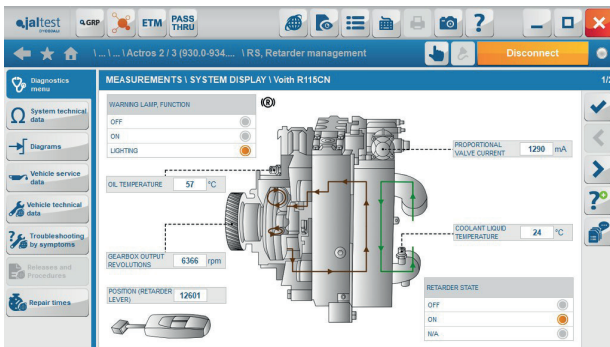 jaltest
GRP
ETM
PASS
THRU
?
\ ... \ ... \ Actros 2 / 3 (930.0-934.... \ RS, Retarder management
Disconnect
Diagnostics
menu
MEASUREMENTS \ SYSTEM DISPLAY \ Voith R115CN
System technical
data
Diagrams
Vehicle service
data
Vehicle technical
data
Troubleshooting
by symptoms
Releases and
Procedures
Repair times
WARNING LAMP, FUNCTION
OFF
ON
LIGHTING
(R)
PROPORTIONAL
VALVE CURRENT
1290 mA
OIL TEMPERATURE
57 °C
COOLANT LIQUID
TEMPERATURE
24 °C
GEARBOX OUTPUT
REVOLUTIONS
6366 rpm
POSITION (RETARDER
LEVER)
12601
RETARDER STATE
OFF
ON
N/A